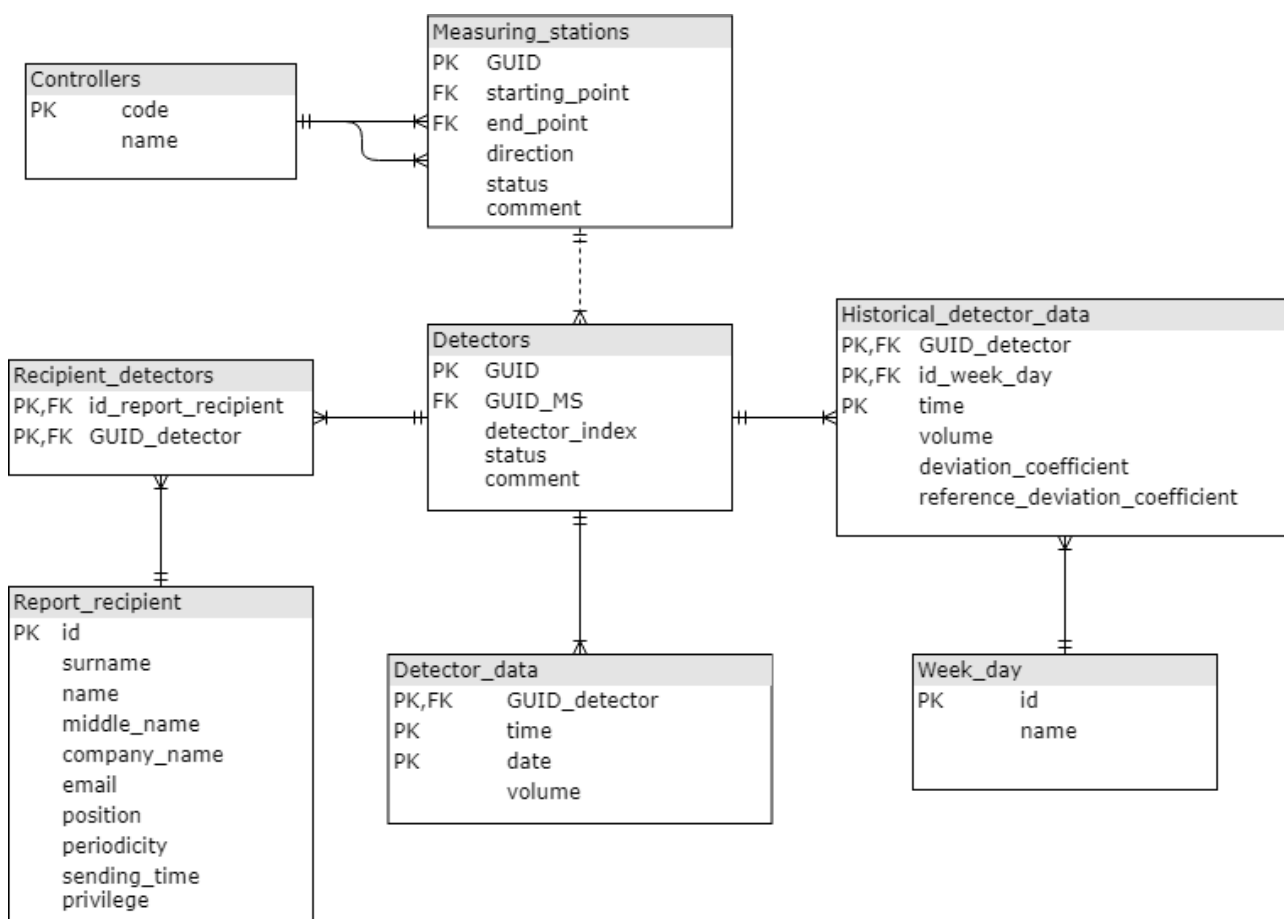 Measuring_stations
PK GUID
FK starting_point
FK end_point
direction
status
comment
Controllers
PK code
name
Historical_detector_data
PK,FK GUID_detector
PK,FK id_week_day
PK time
volume
deviation_coefficient
reference_deviation_coefficient
Detectors
PK GUID
FK GUID_MS
detector_index
status
comment
Recipient_detectors
PK,FK id_report_recipient
PK,FK GUID_detector
Report_recipient
PK id
surname
name
middle_name
company_name
email
position
periodicity
sending_time
privilege
Detector_data
PK,FK GUID_detector
PK time
PK date
volume
Week_day
PK id
name